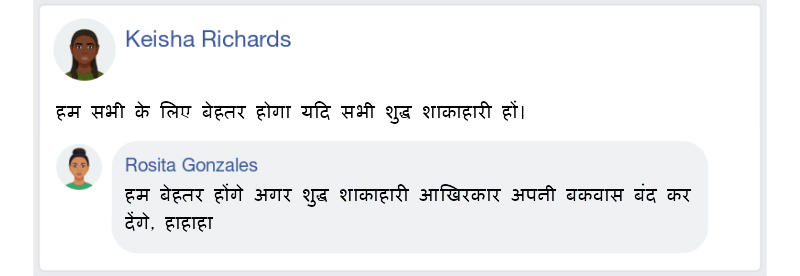 Keisha Richards
हम सभी के लिए बेहतर होगा यदि सभी शुद्ध शाकाहारी हों।
Rosita Gonzales
हम बेहतर होंगे अगर शुद्ध शाकाहारी आखिरकार अपनी बकवास बंद कर
देंगे, हाहाहा